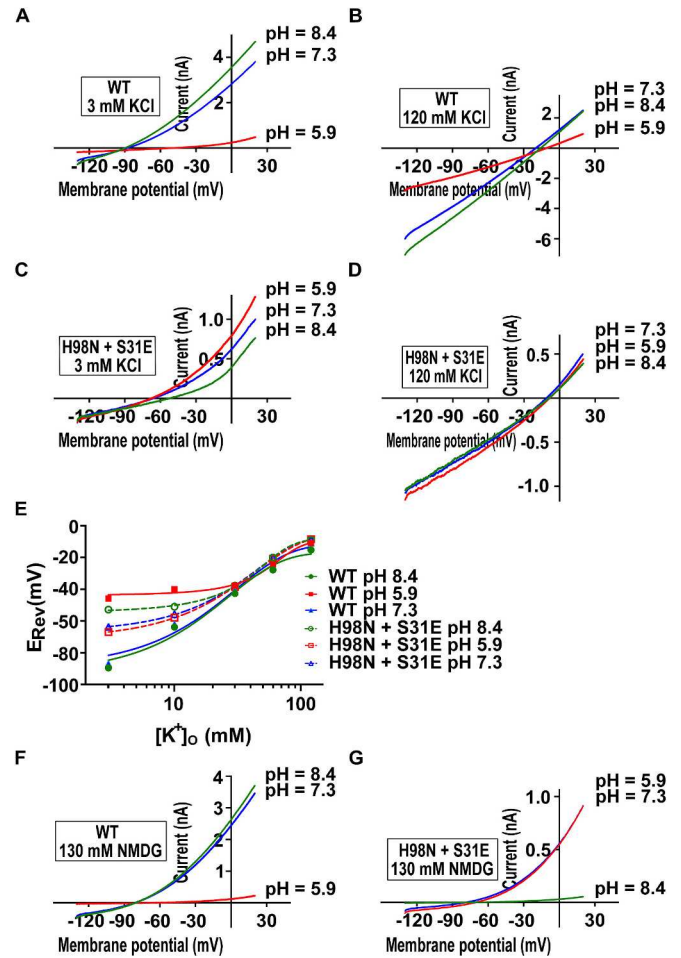 A
WT
3 mM KCl
Current (nA)
4
2
-120 -90 -60 -30 30
Membrane potential (mV)
pH = 8.4
pH = 7.3
pH = 5.9
B
WT
120 mM KCl
Current (nA)
2
-120 -90 -60 -30 30
Membrane potential (mV)
-2
-4
-6
pH = 7.3
pH = 8.4
pH = 5.9
C
H98N + S31E
3 mM KCl
Current (nA)
1.0
0.5
-120 -90 -60 -30 30
Membrane potential (mV)
pH = 5.9
pH = 7.3
pH = 8.4
D
H98N + S31E
120 mM KCl
Current (nA)
0.5
-120 -90 -60 -30 30
Membrane potential (mV)
-0.5
-1.0
pH = 7.3
pH = 5.9
pH = 8.4
E
ERev(mV)
0
-20
-40
-60
-80
-100
10 100
[K+]O (mM)
WT pH 8.4
WT pH 5.9
WT pH 7.3
H98N + S31E pH 8.4
H98N + S31E pH 5.9
H98N + S31E pH 7.3
F
WT
130 mM NMDG
Current (nA)
4
3
2
1
-120 -90 -60 -30 30
Membrane potential (mV)
pH = 8.4
pH = 7.3
pH = 5.9
G
H98N + S31E
130 mM NMDG
Current (nA)
1.0
0.5
-120 -90 -60 -30 30
Membrane potential (mV)
pH = 5.9
pH = 7.3
pH = 8.4